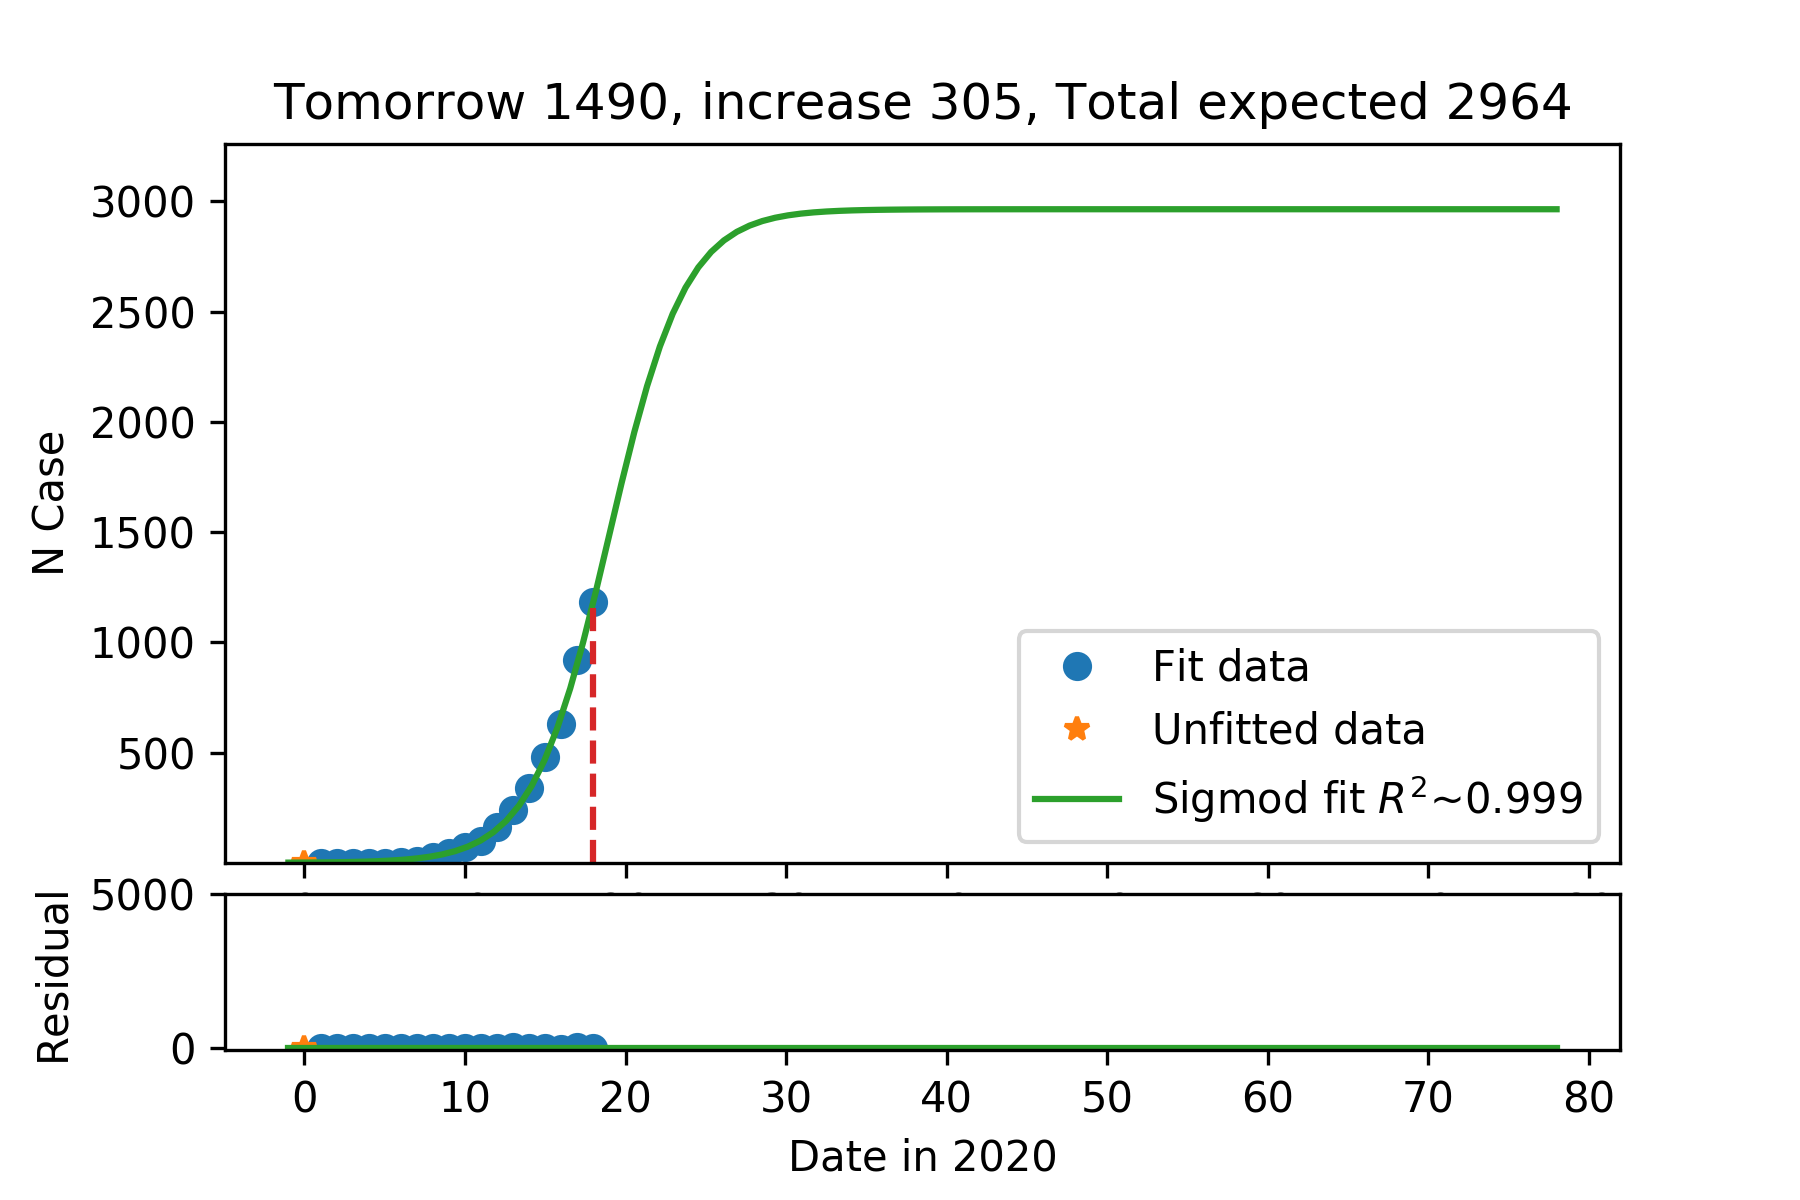 Tomorrow 1490, increase 305, Total expected 2964
3000
2500
2000
1500
1000
500
N Case
Fit data
Unfitted data
Sigmod fit R²~0.999
5000
0
Residual
0 10 20 30 40 50 60 70 80
Date in 2020